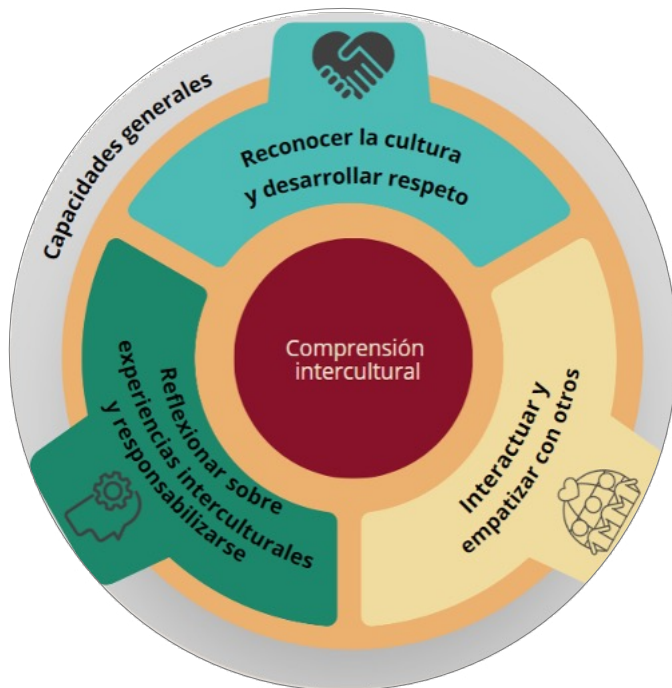 Capacidades generales
Reconocer la cultura
y desarrollar respeto
Comprensión
intercultural
Interactuar y
empatizar con otros
Reflexionar sobre
experiencias interculturales
y responsabilizarse